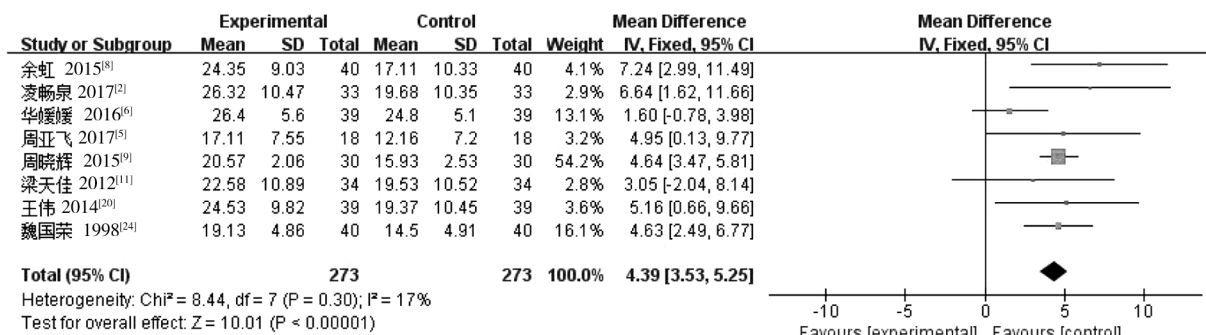 Experimental Control Mean Difference Mean Difference
Study or Subgroup Mean SD Total Mean SD Total Weight IV, Fixed, 95% CI IV, Fixed, 95% CI
余虹 2015[8] 24.35 9.03 40 17.11 10.33 40 4.1% 7.24 [2.99, 11.49]
凌畅泉 2017[2] 26.32 10.47 33 19.68 10.35 33 2.9% 6.64 [1.62, 11.66]
华媛媛 2016[6] 26.4 5.6 39 24.8 5.1 39 13.1% 1.60 [-0.78, 3.98]
周亚飞 2017[5] 17.11 7.55 18 12.16 7.2 18 3.2% 4.95 [0.13, 9.77]
周晓辉 2015[9] 20.57 2.06 30 15.93 2.53 30 54.2% 4.64 [3.47, 5.81]
梁天佳 2012[11] 22.58 10.89 34 19.53 10.52 34 2.8% 3.05 [-2.04, 8.14]
王伟 2014[20] 24.53 9.82 39 19.37 10.45 39 3.6% 5.16 [0.66, 9.66]
魏国荣 1998[24] 19.13 4.86 40 14.5 4.91 40 16.1% 4.63 [2.49, 6.77]
Total (95% CI) 273 273 100.0% 4.39 [3.53, 5.25]
Heterogeneity: Chi² = 8.44, df = 7 (P = 0.30); I² = 17%
Test for overall effect: Z = 10.01 (P < 0.00001)
-10 -5 0 5 10
Favours [experimental] Favours [control]